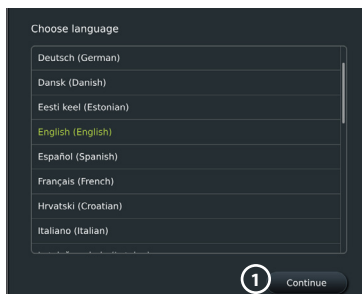 Choose language
Deutsch (German)
Dansk (Danish)
Eesti keel (Estonian)
English (English)
Español (Spanish)
Français (French)
Hrvatski (Croatian)
Italiano (Italian)
1 Continue